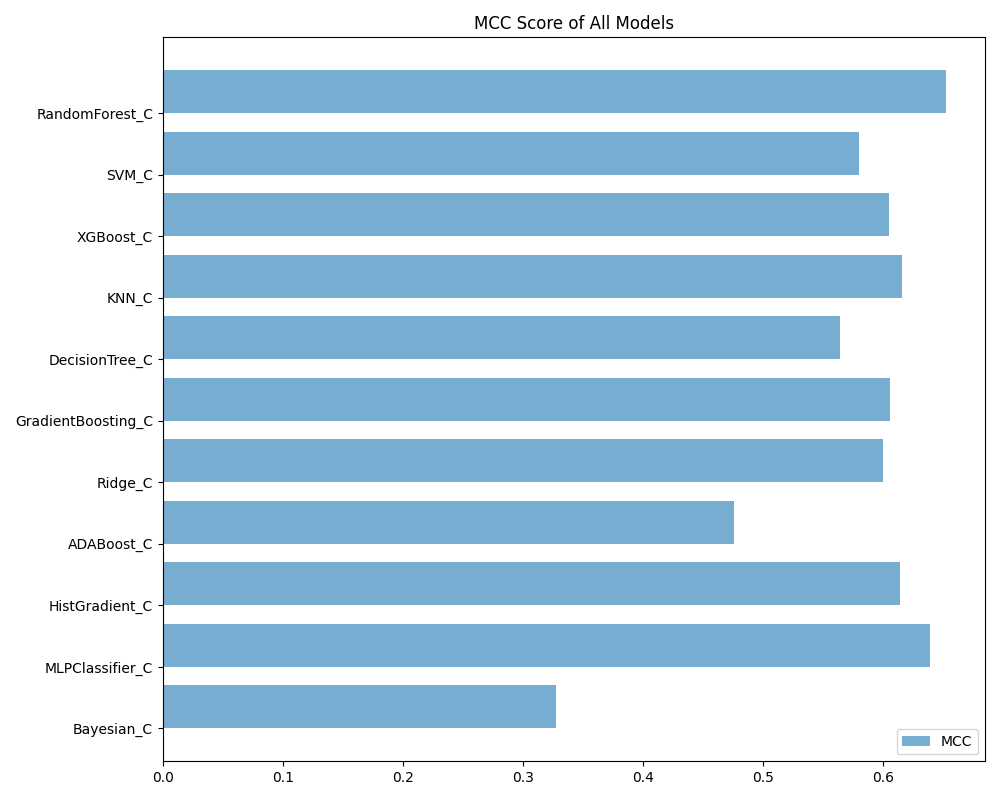 MCC Score of All Models
RandomForest_C
SVM_C
XGBoost_C
KNN_C
DecisionTree_C
GradientBoosting_C
Ridge_C
ADABoost_C
HistGradient_C
MLPClassifier_C
Bayesian_C
MCC
0.0 0.1 0.2 0.3 0.4 0.5 0.6